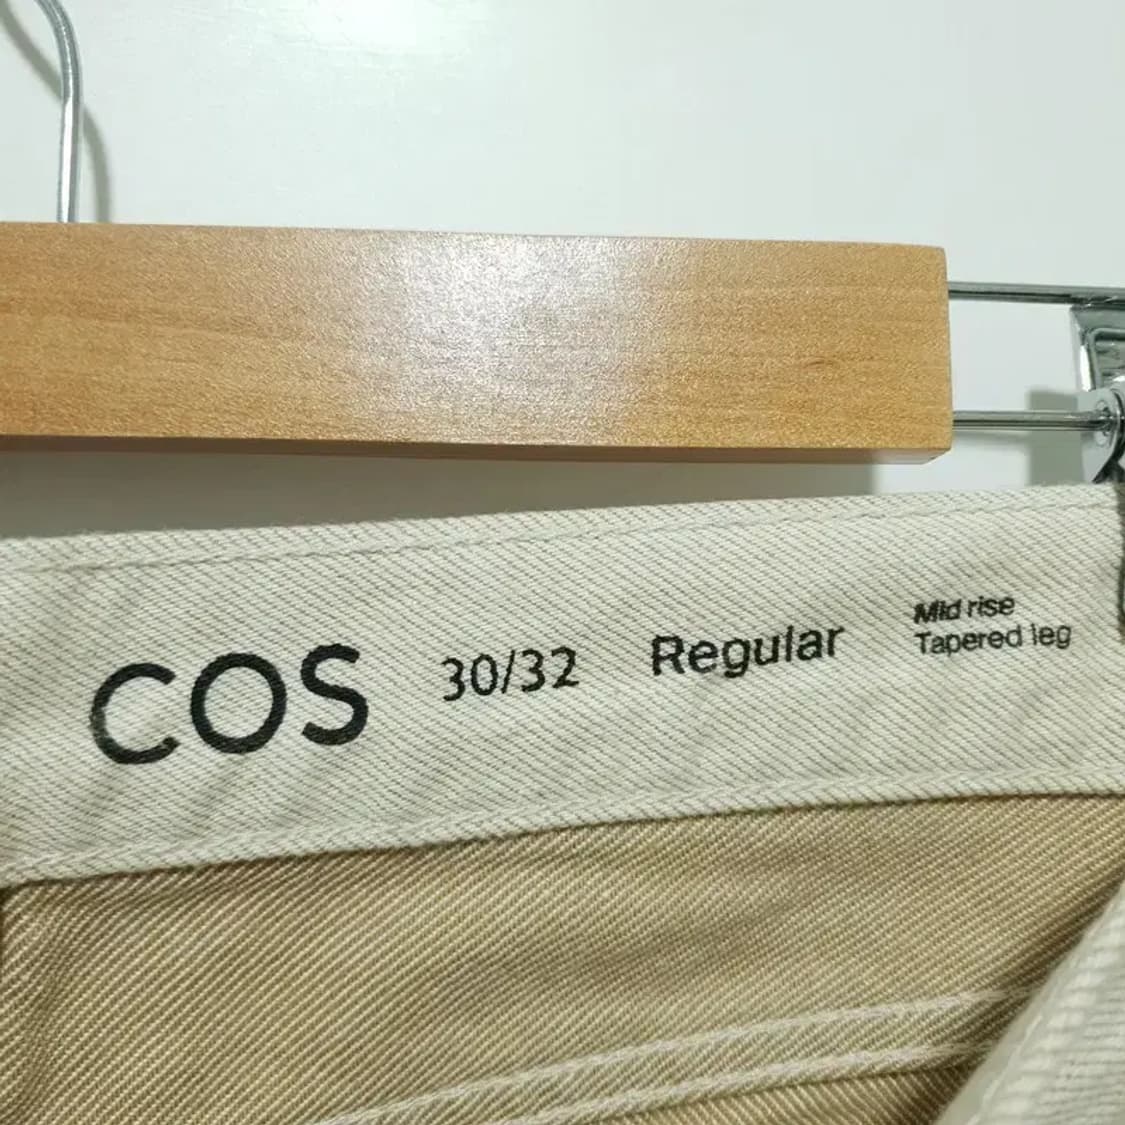 COS 30/32 Regular
Mid rise
Tapered leg